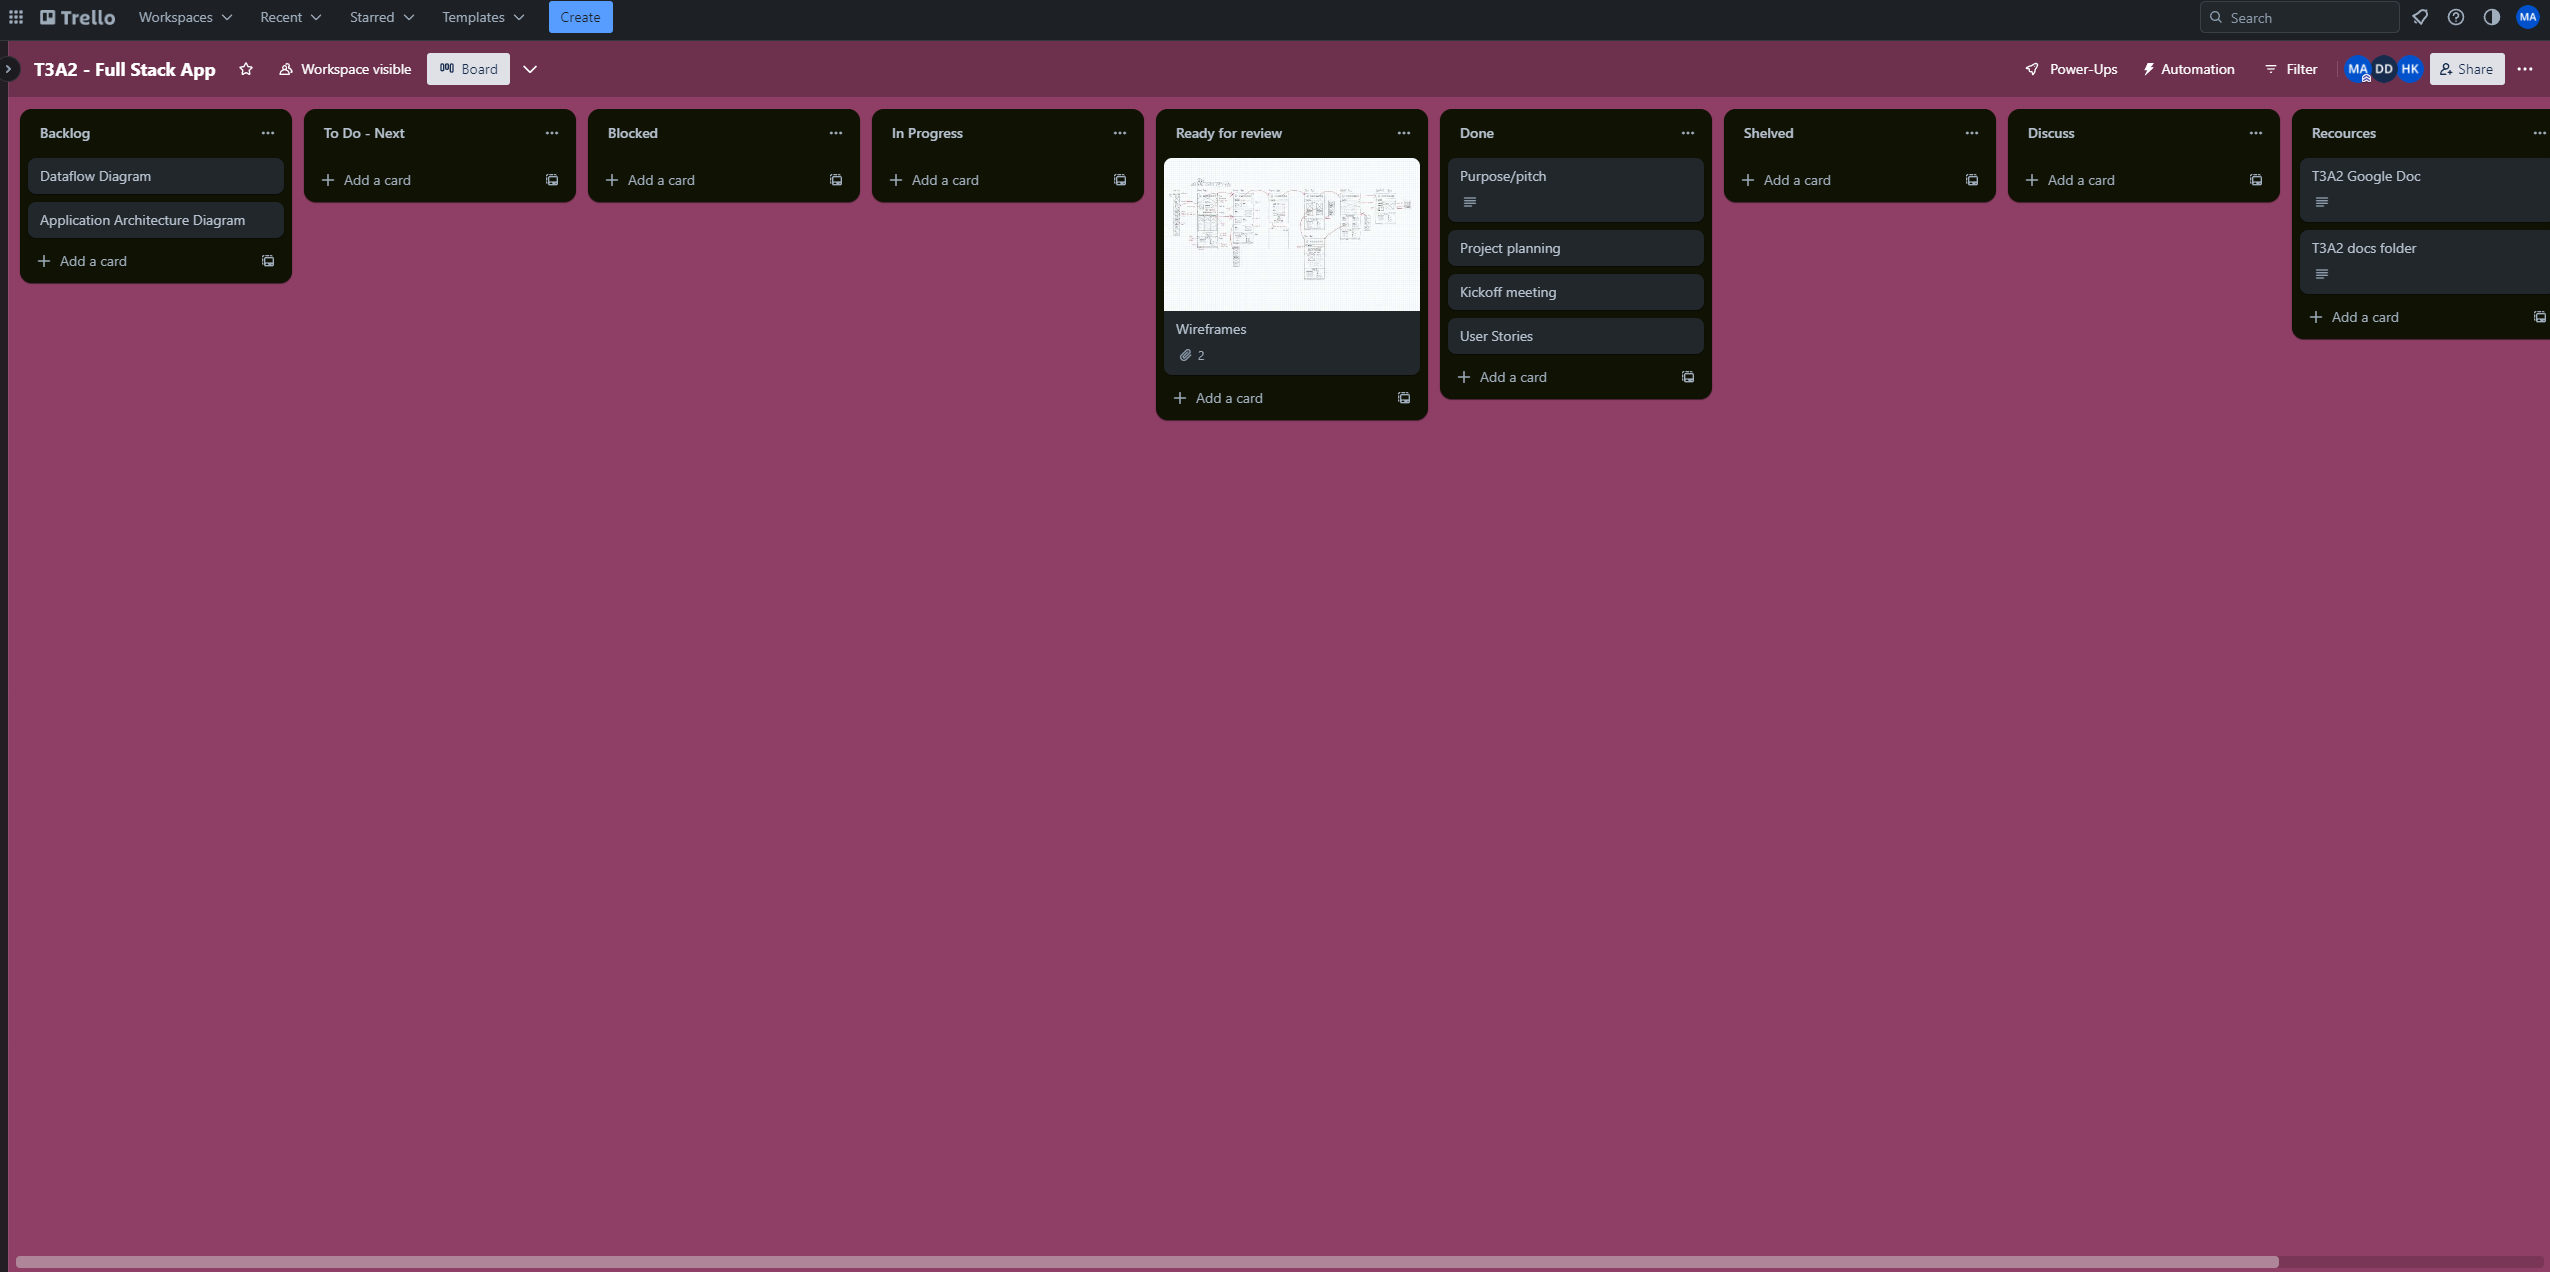 Trello
Workspaces
Recent
Starred
Templates
Create
Search
MA
T3A2 - Full Stack App
Workspace visible
Board
Power-Ups
Automation
Filter
MA
DD
HK
Share
Backlog
Dataflow Diagram
Application Architecture Diagram
Add a card
To Do - Next
Add a card
Blocked
Add a card
In Progress
Add a card
Ready for review
Wireframes
2
Add a card
Done
Purpose/pitch
Project planning
Kickoff meeting
User Stories
Add a card
Shelved
Add a card
Discuss
Add a card
Recources
T3A2 Google Doc
T3A2 docs folder
Add a card